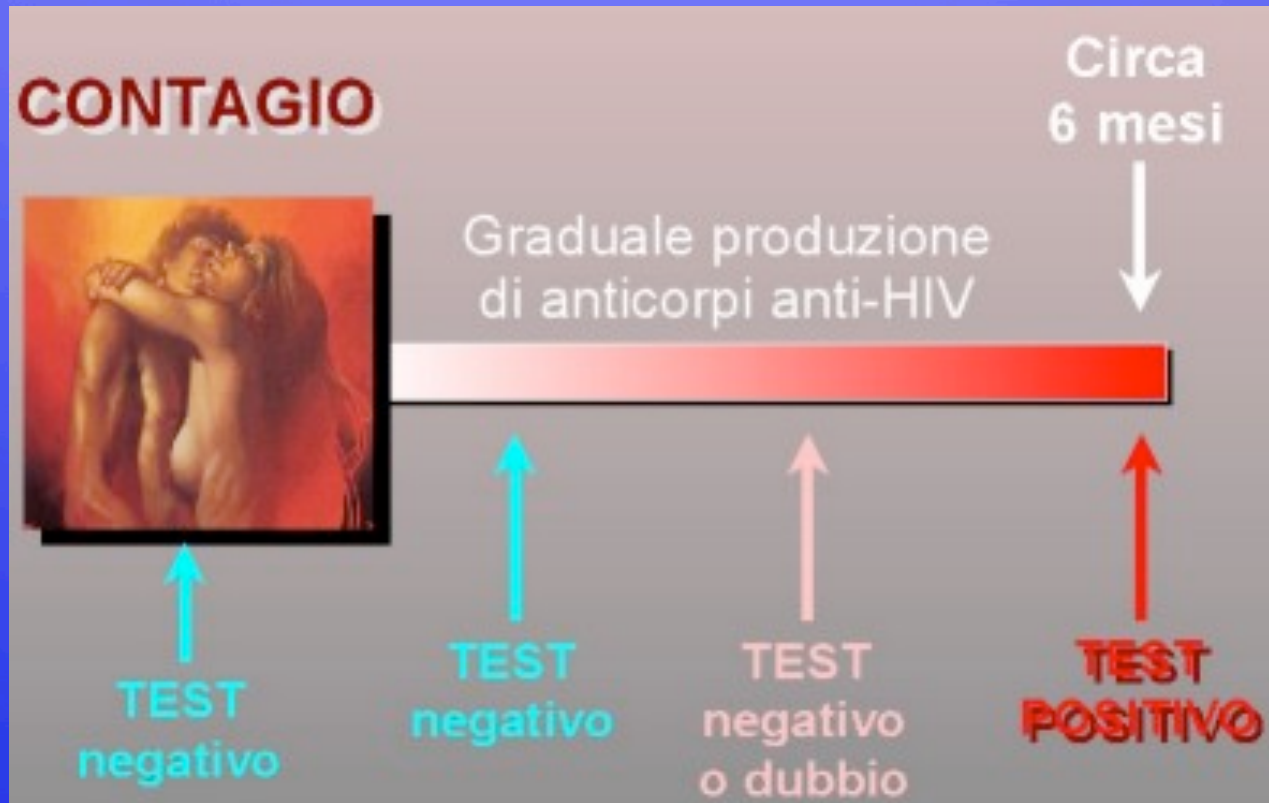 CONTAGIO
Circa
6 mesi
Graduale produzione
di anticorpi anti-HIV
TEST
negativo
TEST
negativo
TEST
negativo
o dubbio
TEST
POSITIVO